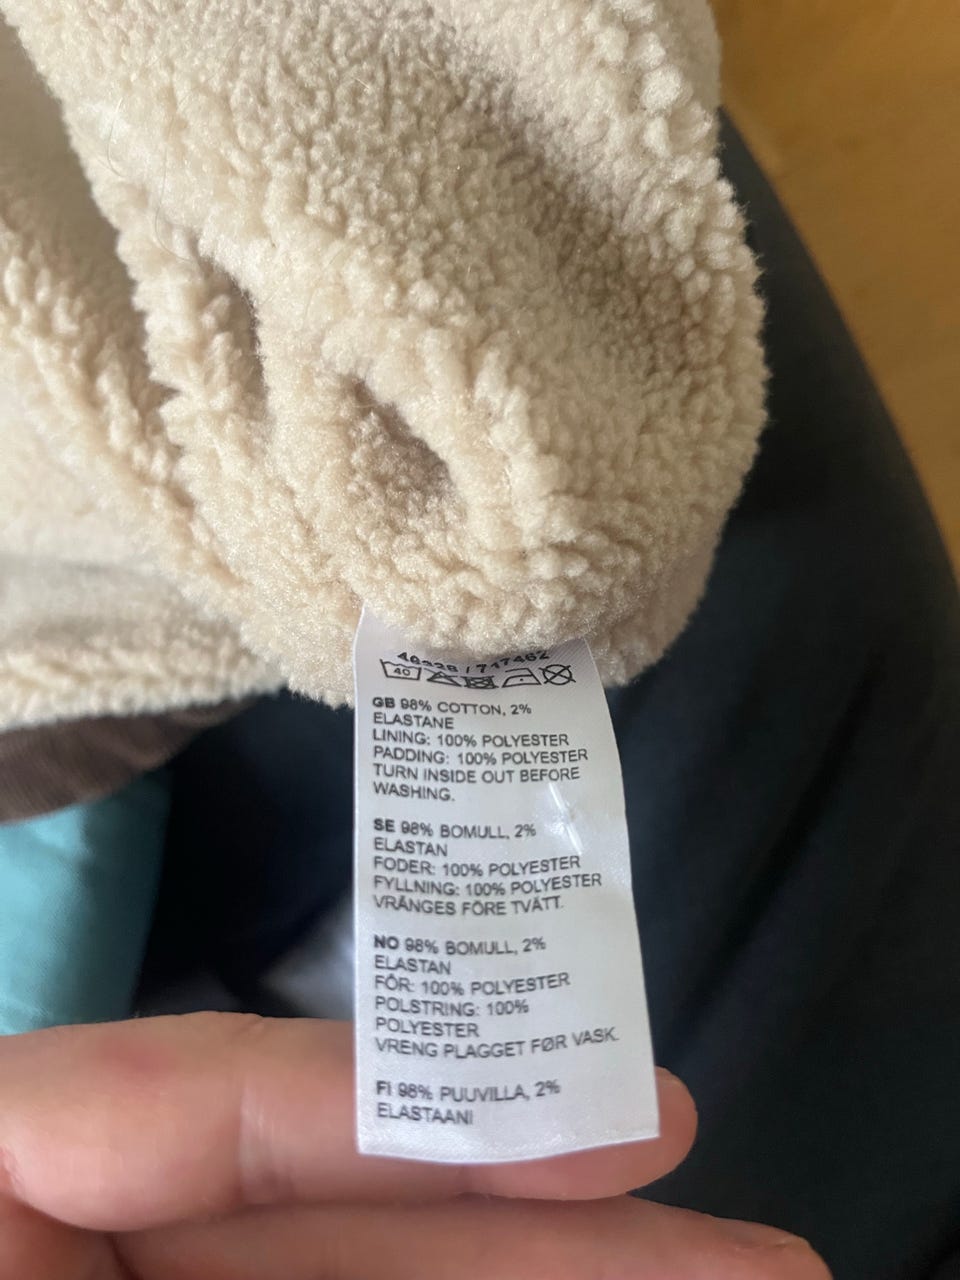 / 717462
40
GB 98% COTTON, 2%
ELASTANE
LINING: 100% POLYESTER
PADDING: 100% POLYESTER
TURN INSIDE OUT BEFORE
WASHING.
SE 98% BOMULL, 2%
ELASTAN
FODER: 100% POLYESTER
FYLLNING: 100% POLYESTER
VRÄNGES FÖRE TVÄTT.
NO 98% BOMULL, 2%
ELASTAN
FÔR: 100% POLYESTER
POLSTRING: 100%
POLYESTER
VRENG PLAGGET FØR VASK.
FI 98% PUUVILLA, 2%
ELASTAANI